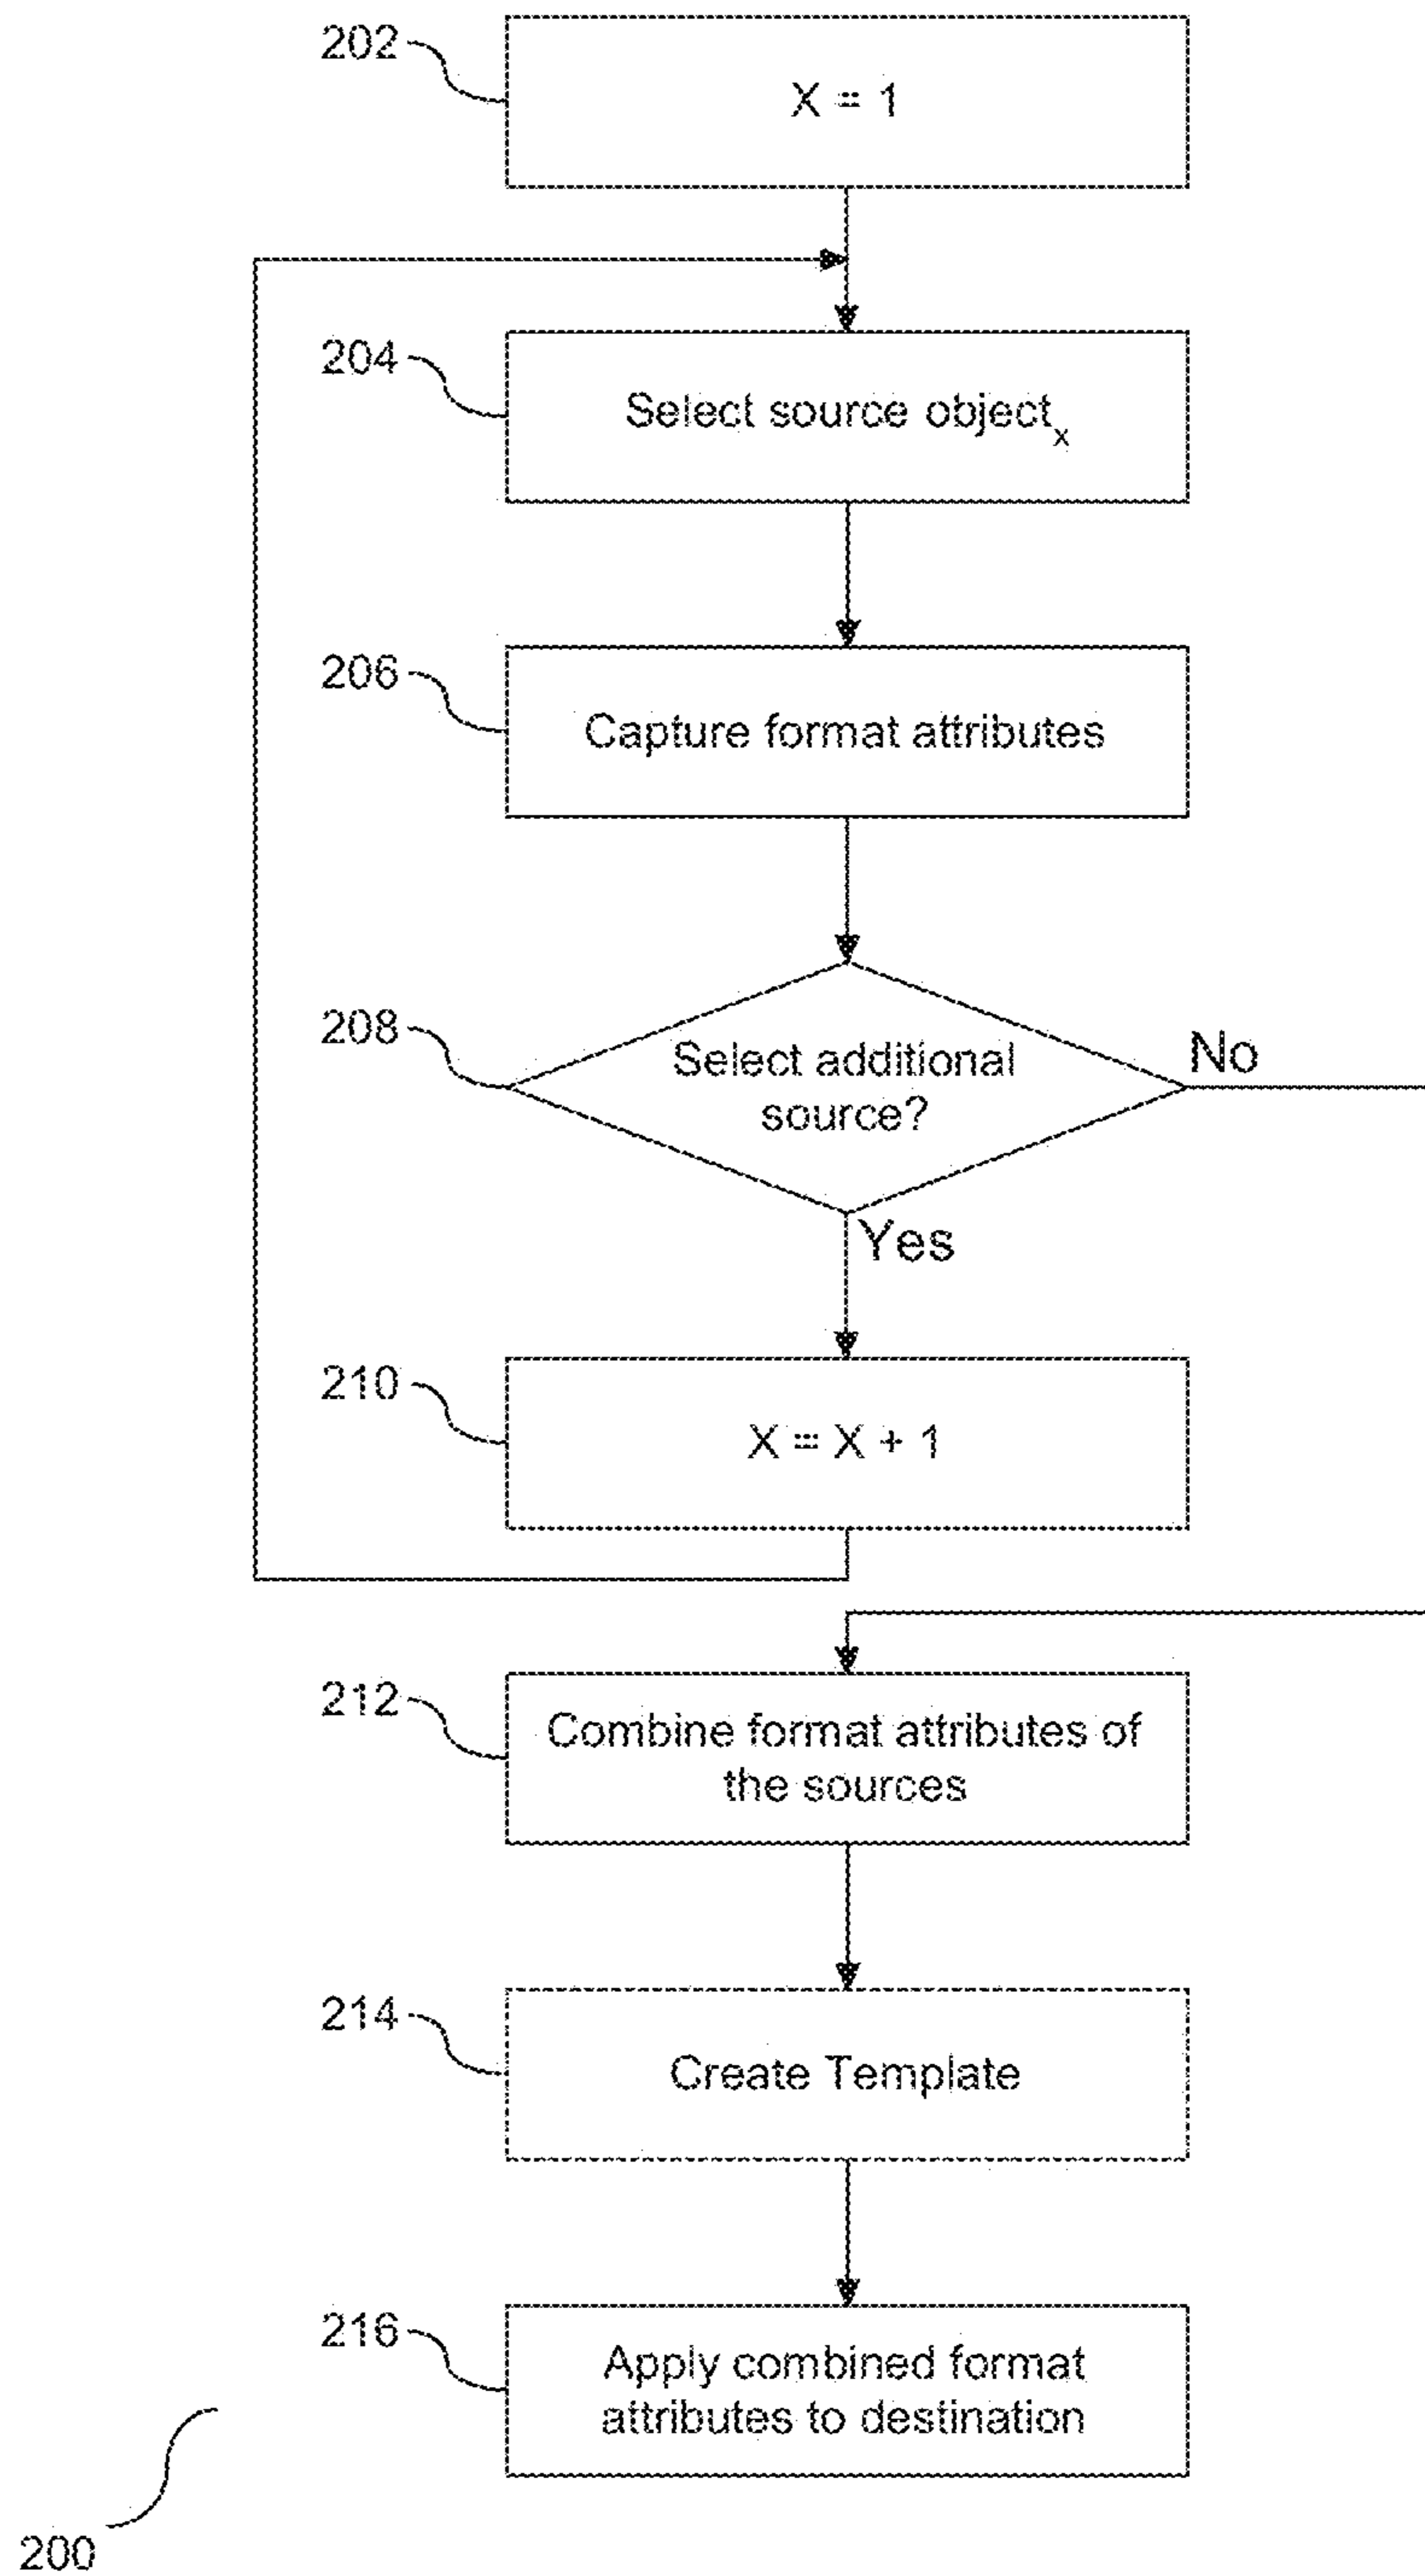 202
X = 1
204
Select source objectₓ
206
Capture format attributes
208
Select additional
source?
No
Yes
210
X = X + 1
212
Combine format attributes of
the sources
214
Create Template
216
Apply combined format
attributes to destination
200